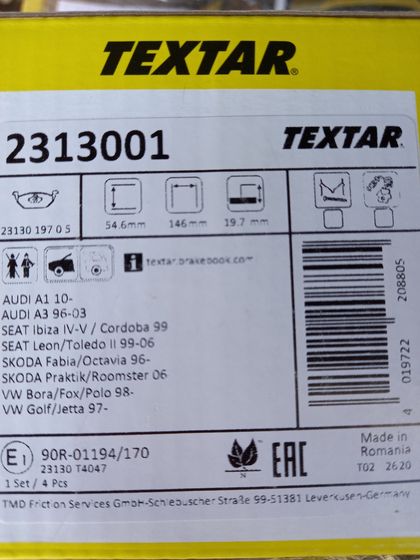 TEXTAR®
2313001
TEXTAR®
23130 197 0 5
54.6mm
146mm
19.7 mm
i textar.brakebook.com
AUDI A1 10-
AUDI A3 96-03
SEAT Ibiza IV-V / Cordoba 99
SEAT Leon/Toledo II 99-06
SKODA Fabia/Octavia 96-
SKODA Praktik/Roomster 06
VW Bora/Fox/Polo 98-
VW Golf/Jetta 97-
4 019722 208805
E1 90R-01194/170
23130 T4047
1 Set / 4 Pcs
N
EAC
Made in
Romania
T02 2620
TMD Friction Services GmbH-Schlebuscher Straße 99-51381 Leverkusen-Germany